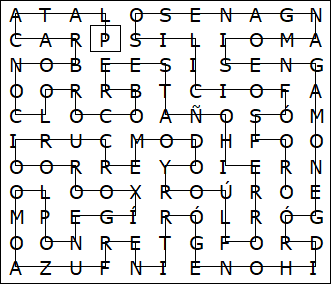 A T A L O S E N A G N
C A R P S I L I O M A
N O B E E S I S E N G
O O R R B T C I O F A
C L O C O A Ñ O S Ó M
I R U C M O D H F O O
O O R R E Y O I E R N
O L O O X R O Ú R O E
M P E G Í R Ó L R Ó G
O O N R E T G F O R D
A Z U F N I E N O H I